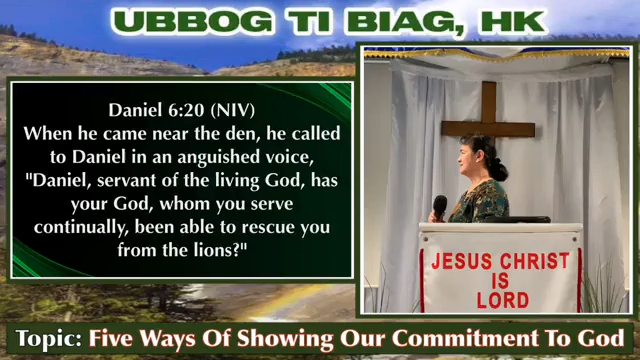 UBBOG TI BIAG, HK
Daniel 6:20 (NIV)
When he came near the den, he called
to Daniel in an anguished voice,
"Daniel, servant of the living God, has
your God, whom you serve
continually, been able to rescue you
from the lions?"
JESUS CHRIST
IS
LORD
Topic: Five Ways Of Showing Our Commitment To God